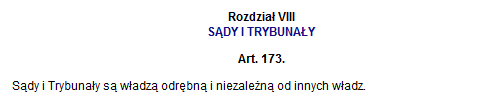 Rozdział VIII
SĄDY I TRYBUNAŁY
Art. 173.
Sądy i Trybunały są władzą odrębną i niezależną od innych władz.